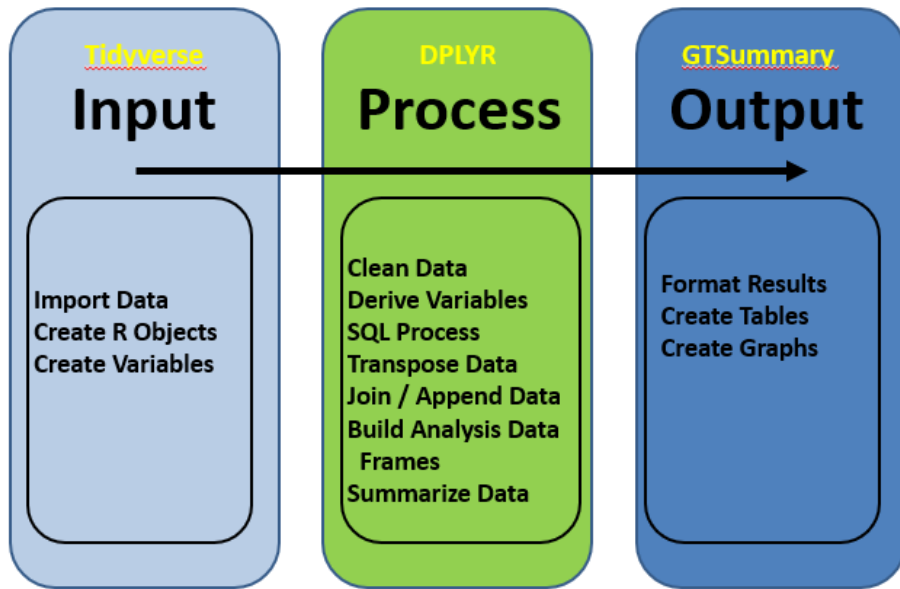 Tidyverse
Input
Import Data
Create R Objects
Create Variables
DPLYR
Process
Clean Data
Derive Variables
SQL Process
Transpose Data
Join / Append Data
Build Analysis Data
Frames
Summarize Data
GTSummary
Output
Format Results
Create Tables
Create Graphs